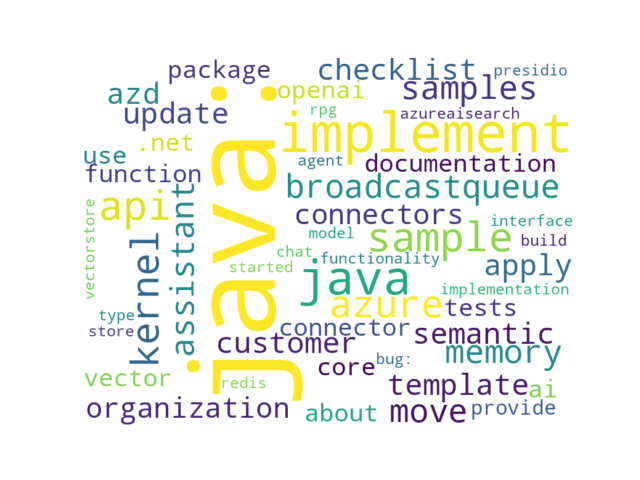 package
checklist
presidio
azd
openai
samples
update
rpg
azureaisearch
.net
implement
use
agent
documentation
function
broadcastqueue
api
connectors
interface
vectorstore
assistant
java:
model
sample
build
kernel
chat
functionality
started
java
apply
implementation
type
azure
tests
store
connector
semantic
customer
memory
core
bug:
vector
redis
template
ai
organization
about
move
provide